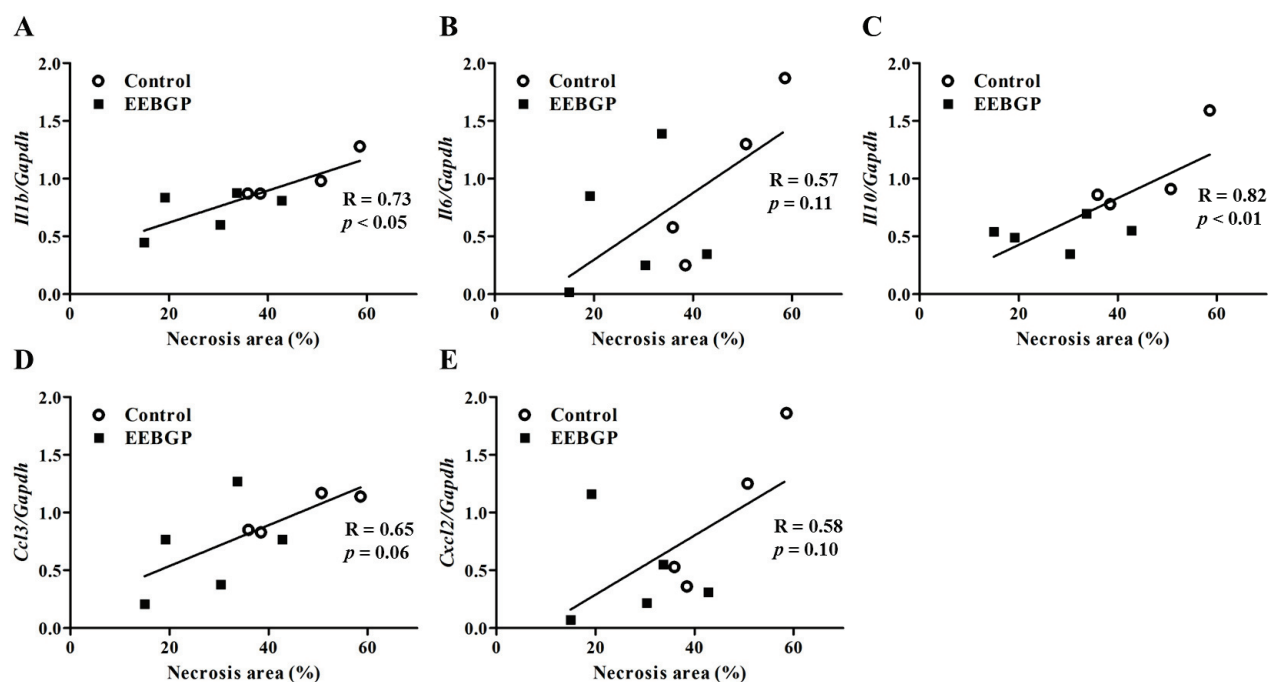 A
Il1b/Gapdh
2.0
1.5
1.0
0.5
0.0
Control
EEBGP
R = 0.73
p < 0.05
0 20 40 60
Necrosis area (%)
B
Il6/Gapdh
2.0
1.5
1.0
0.5
0.0
Control
EEBGP
R = 0.57
p = 0.11
0 20 40 60
Necrosis area (%)
C
Il10/Gapdh
2.0
1.5
1.0
0.5
0.0
Control
EEBGP
R = 0.82
p < 0.01
0 20 40 60
Necrosis area (%)
D
Ccl3/Gapdh
2.0
1.5
1.0
0.5
0.0
Control
EEBGP
R = 0.65
p = 0.06
0 20 40 60
Necrosis area (%)
E
Cxcl2/Gapdh
2.0
1.5
1.0
0.5
0.0
Control
EEBGP
R = 0.58
p = 0.10
0 20 40 60
Necrosis area (%)